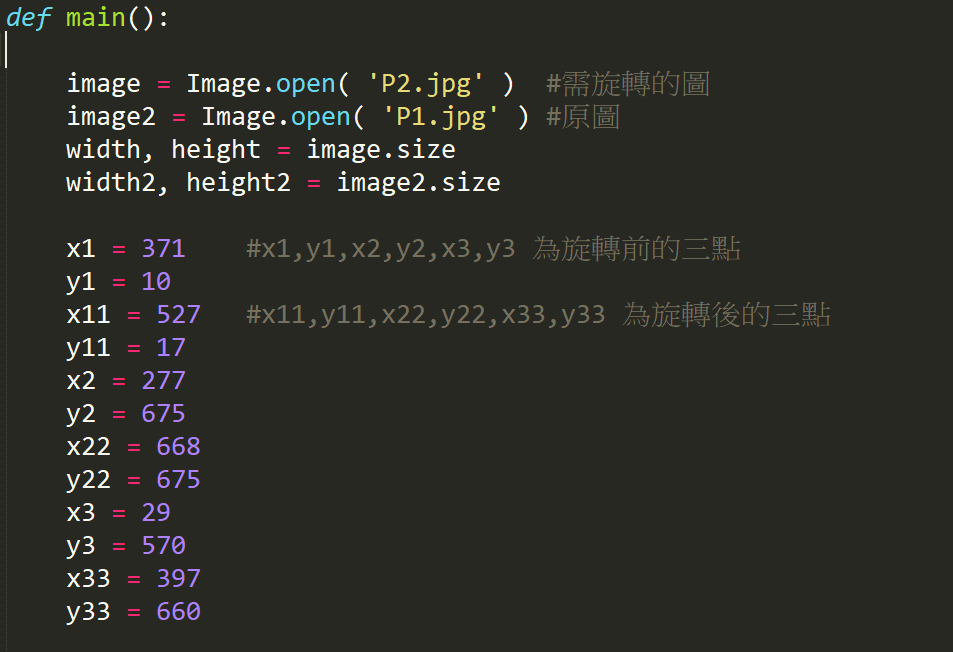 def main():
image = Image.open( 'P2.jpg' )  #需旋轉的圖
image2 = Image.open( 'P1.jpg' ) #原圖
width, height = image.size
width2, height2 = image2.size
x1 = 371    #x1,y1,x2,y2,x3,y3 為旋轉前的三點
y1 = 10
x11 = 527   #x11,y11,x22,y22,x33,y33 為旋轉後的三點
y11 = 17
x2 = 277
y2 = 675
x22 = 668
y22 = 675
x3 = 29
y3 = 570
x33 = 397
y33 = 660